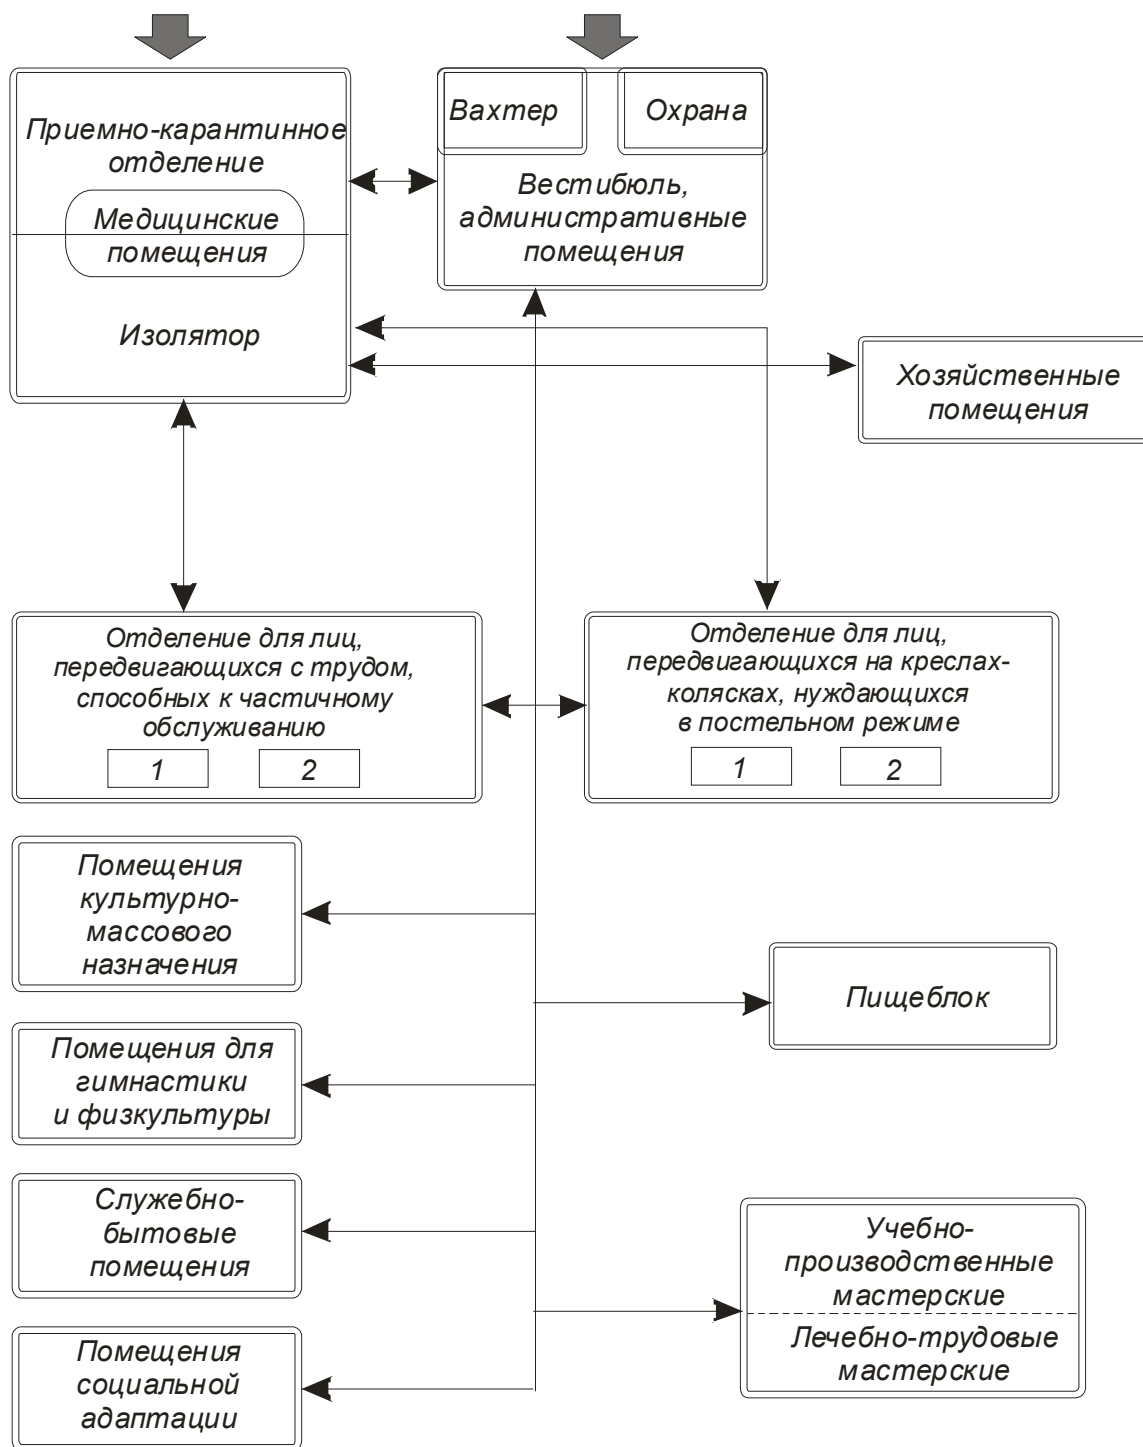 Приемно-карантинное
отделение
Медицинские
помещения
Изолятор
Вахтер
Охрана
Вестибюль,
административные
помещения
Хозяйственные
помещения
Отделение для лиц,
передвигающихся с трудом,
способных к частичному
обслуживанию
1
2
Отделение для лиц,
передвигающихся на креслах-
колясках, нуждающихся
в постельном режиме
1
2
Помещения
культурно-
массового
назначения
Пищеблок
Помещения для
гимнастики
и физкультуры
Служебно-
бытовые
помещения
Учебно-
производственные
мастерские
Лечебно-трудовые
мастерские
Помещения
социальной
адаптации